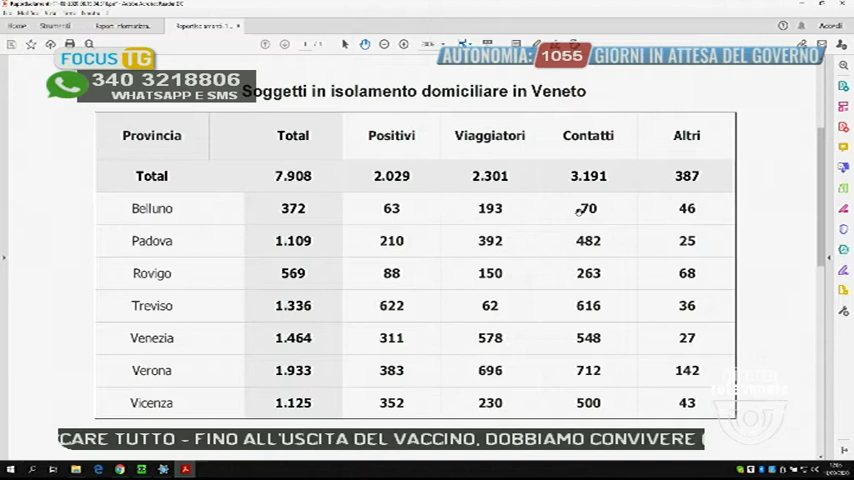 Home Strumenti
Accedi
FOCUS TG
340 3218806
WHATSAPP E SMS
AUTONOMIA: 1055 GIORNI IN ATTESA DEL GOVERNO
Soggetti in isolamento domiciliare in Veneto
Provincia Total Positivi Viaggiatori Contatti Altri
Total 7.908 2.029 2.301 3.191 387
Belluno 372 63 193 70 46
Padova 1.109 210 392 482 25
Rovigo 569 88 150 263 68
Treviso 1.336 622 62 616 36
Venezia 1.464 311 578 548 27
Verona 1.933 383 696 712 142
Vicenza 1.125 352 230 500 43
CARE TUTTO - FINO ALL'USCITA DEL VACCINO, DOBBIAMO CONVIVERE